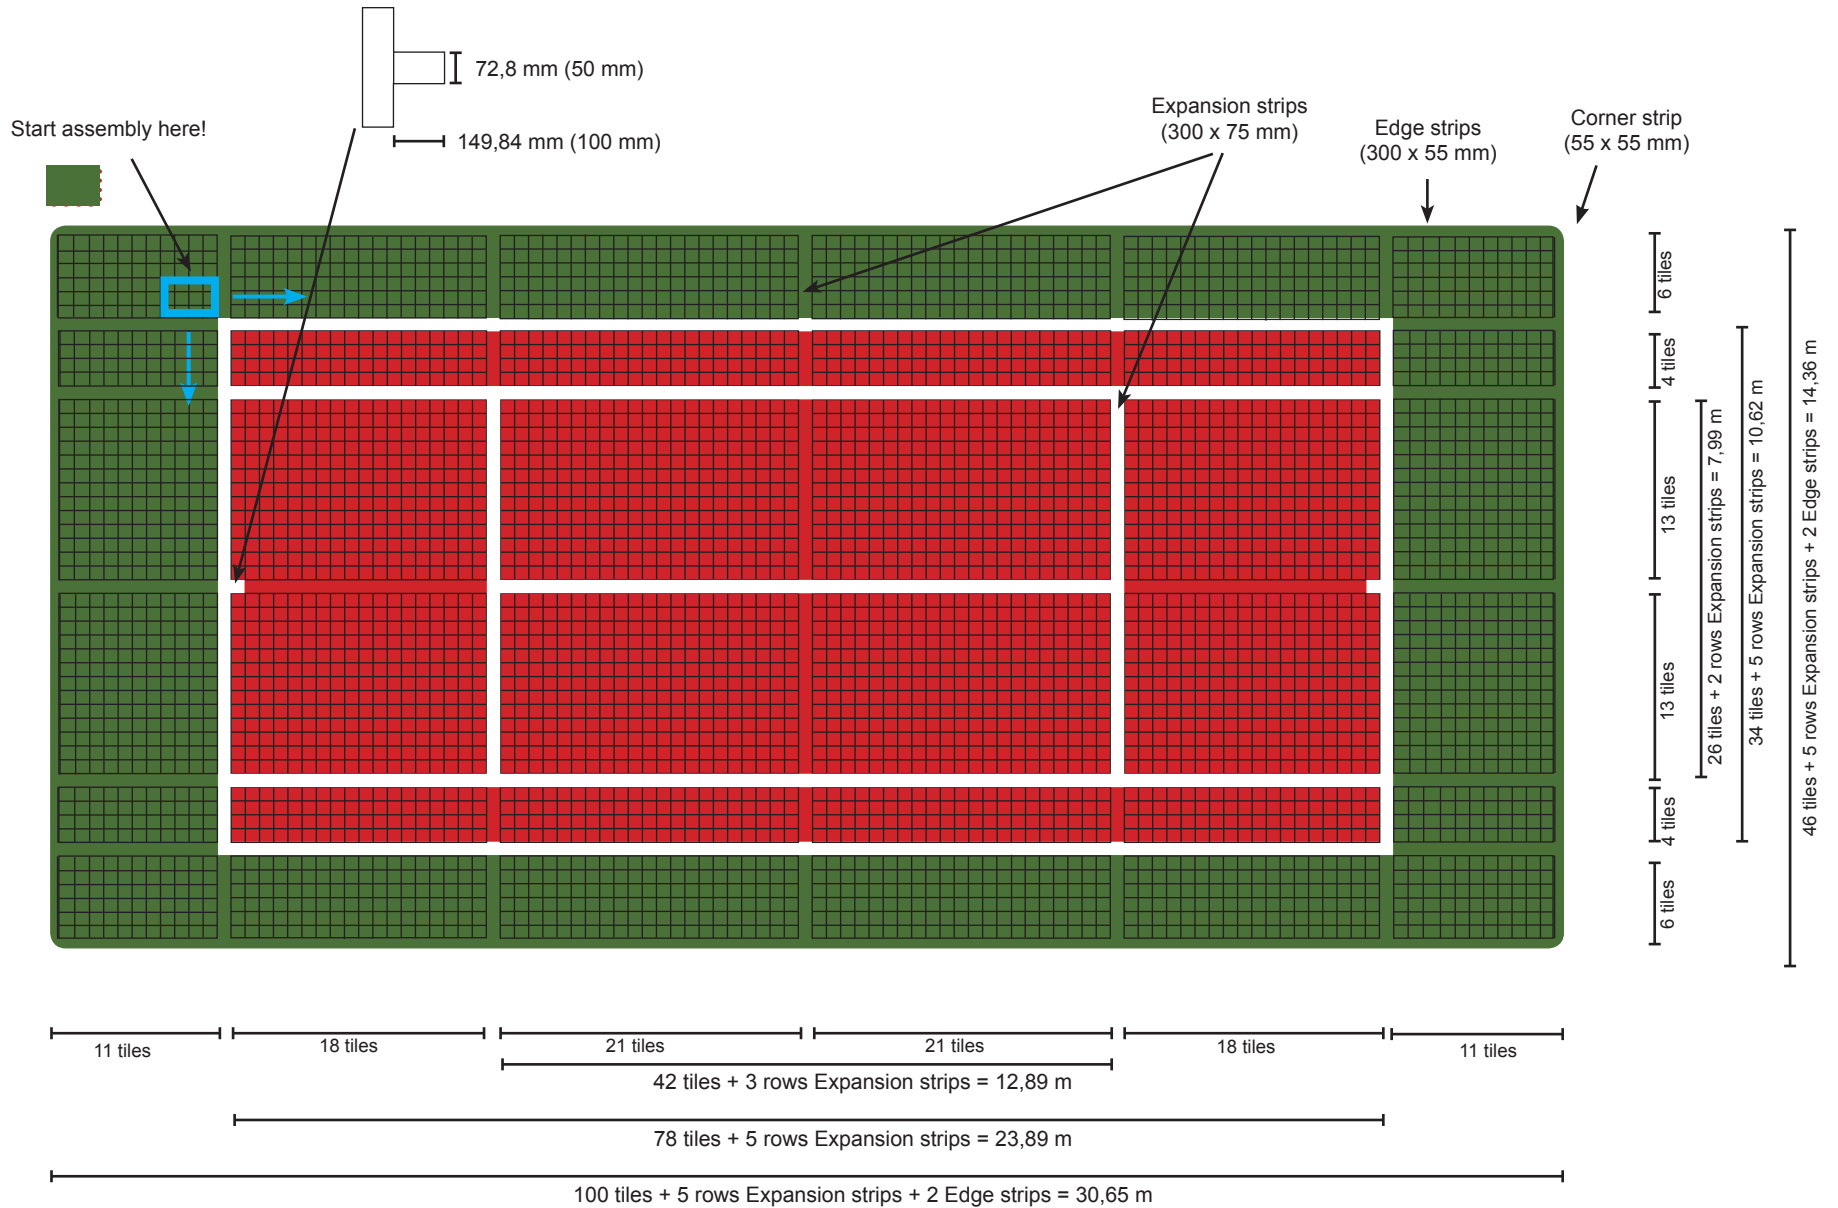 72,8 mm (50 mm)
149,84 mm (100 mm)
Start assembly here!
Expansion strips
(300 x 75 mm)
Edge strips
(300 x 55 mm)
Corner strip
(55 x 55 mm)
6 tiles
4 tiles
13 tiles
13 tiles
4 tiles
6 tiles
26 tiles + 2 rows Expansion strips = 7,99 m
34 tiles + 5 rows Expansion strips = 10,62 m
46 tiles + 5 rows Expansion strips + 2 Edge strips = 14,36 m
11 tiles
18 tiles
21 tiles
21 tiles
18 tiles
11 tiles
42 tiles + 3 rows Expansion strips = 12,89 m
78 tiles + 5 rows Expansion strips = 23,89 m
100 tiles + 5 rows Expansion strips + 2 Edge strips = 30,65 m